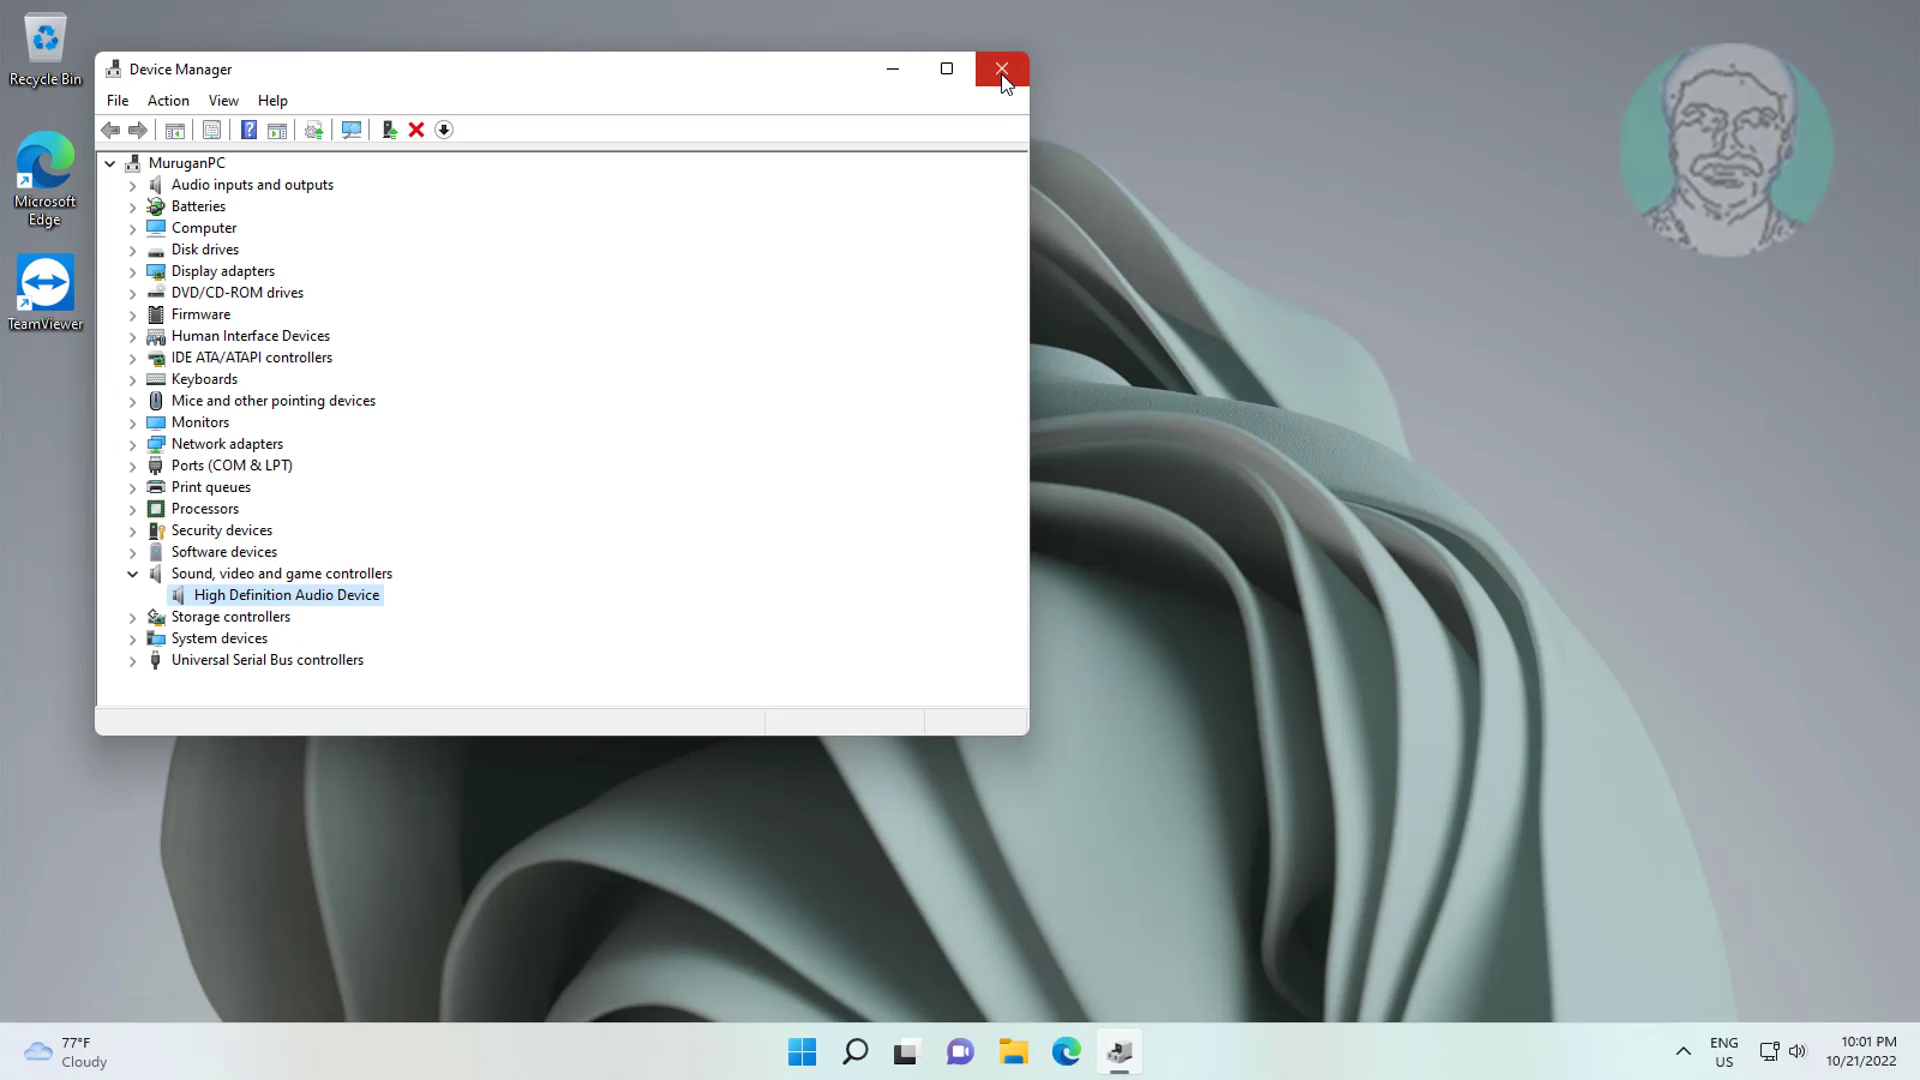 Recycle Bin
Microsoft
Edge
TeamViewer
Device Manager
File Action View Help
MuruganPC
Audio inputs and outputs
Batteries
Computer
Disk drives
Display adapters
DVD/CD-ROM drives
Firmware
Human Interface Devices
IDE ATA/ATAPI controllers
Keyboards
Mice and other pointing devices
Monitors
Network adapters
Ports (COM & LPT)
Print queues
Processors
Security devices
Software devices
Sound, video and game controllers
High Definition Audio Device
Storage controllers
System devices
Universal Serial Bus controllers
77°F
Cloudy
ENG
US
10:01 PM
10/21/2022